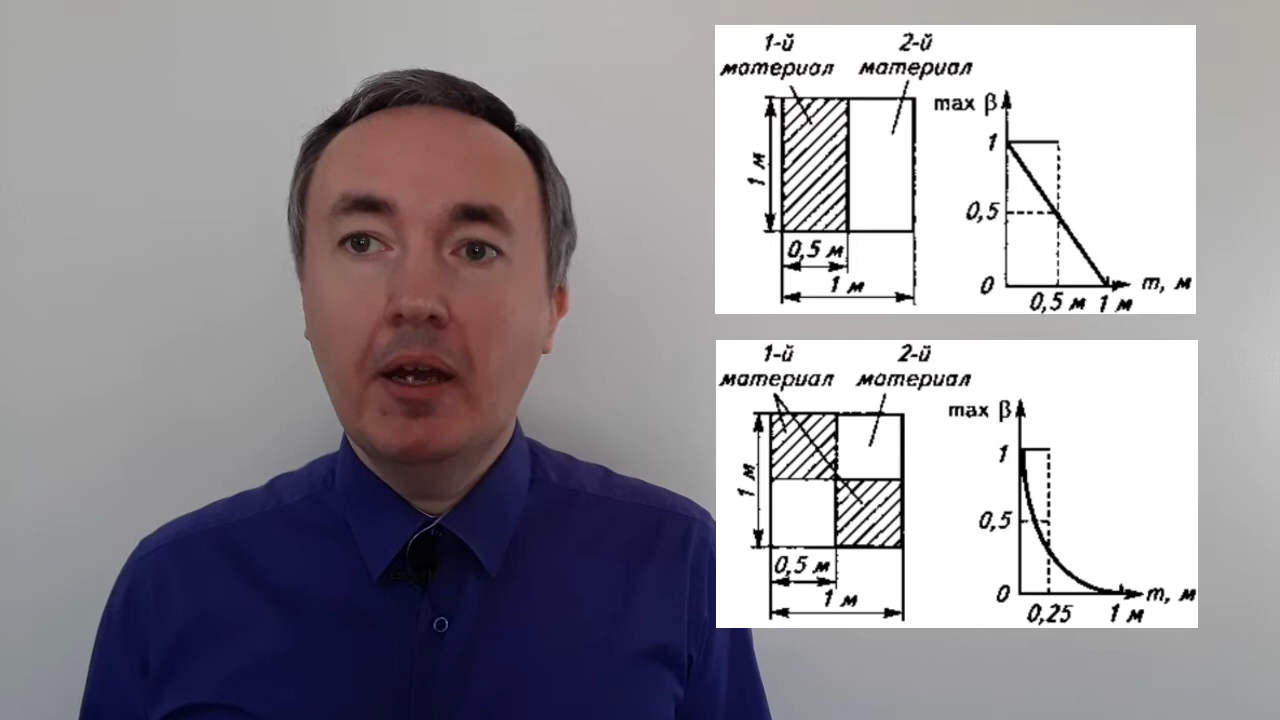 1-й 2-й
материал материал
max β
1 м
1
0,5
0,5 м
1 м
0
0,5 м 1 м
m, м
1-й 2-й
материал материал
max β
1 м
1
0,5
0,5 м
1 м
0
0,25 1 м
m, м